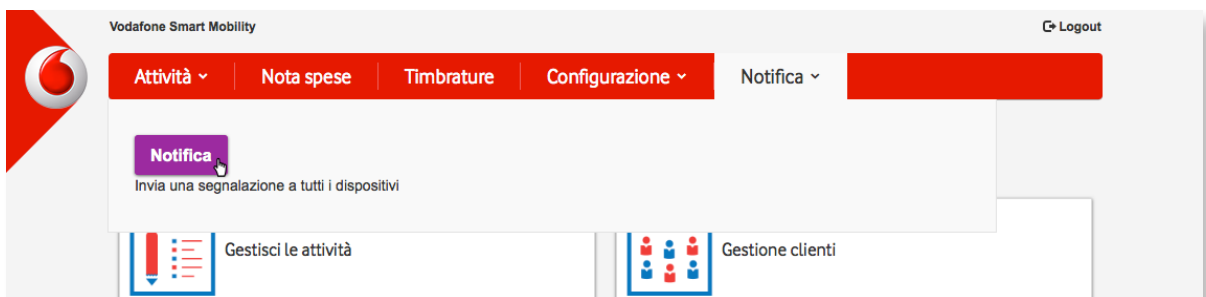 Vodafone Smart Mobility
Logout
Attività Nota spese Timbrature Configurazione Notifica
Notifica
Invia una segnalazione a tutti i dispositivi
Gestisci le attività Gestione clienti